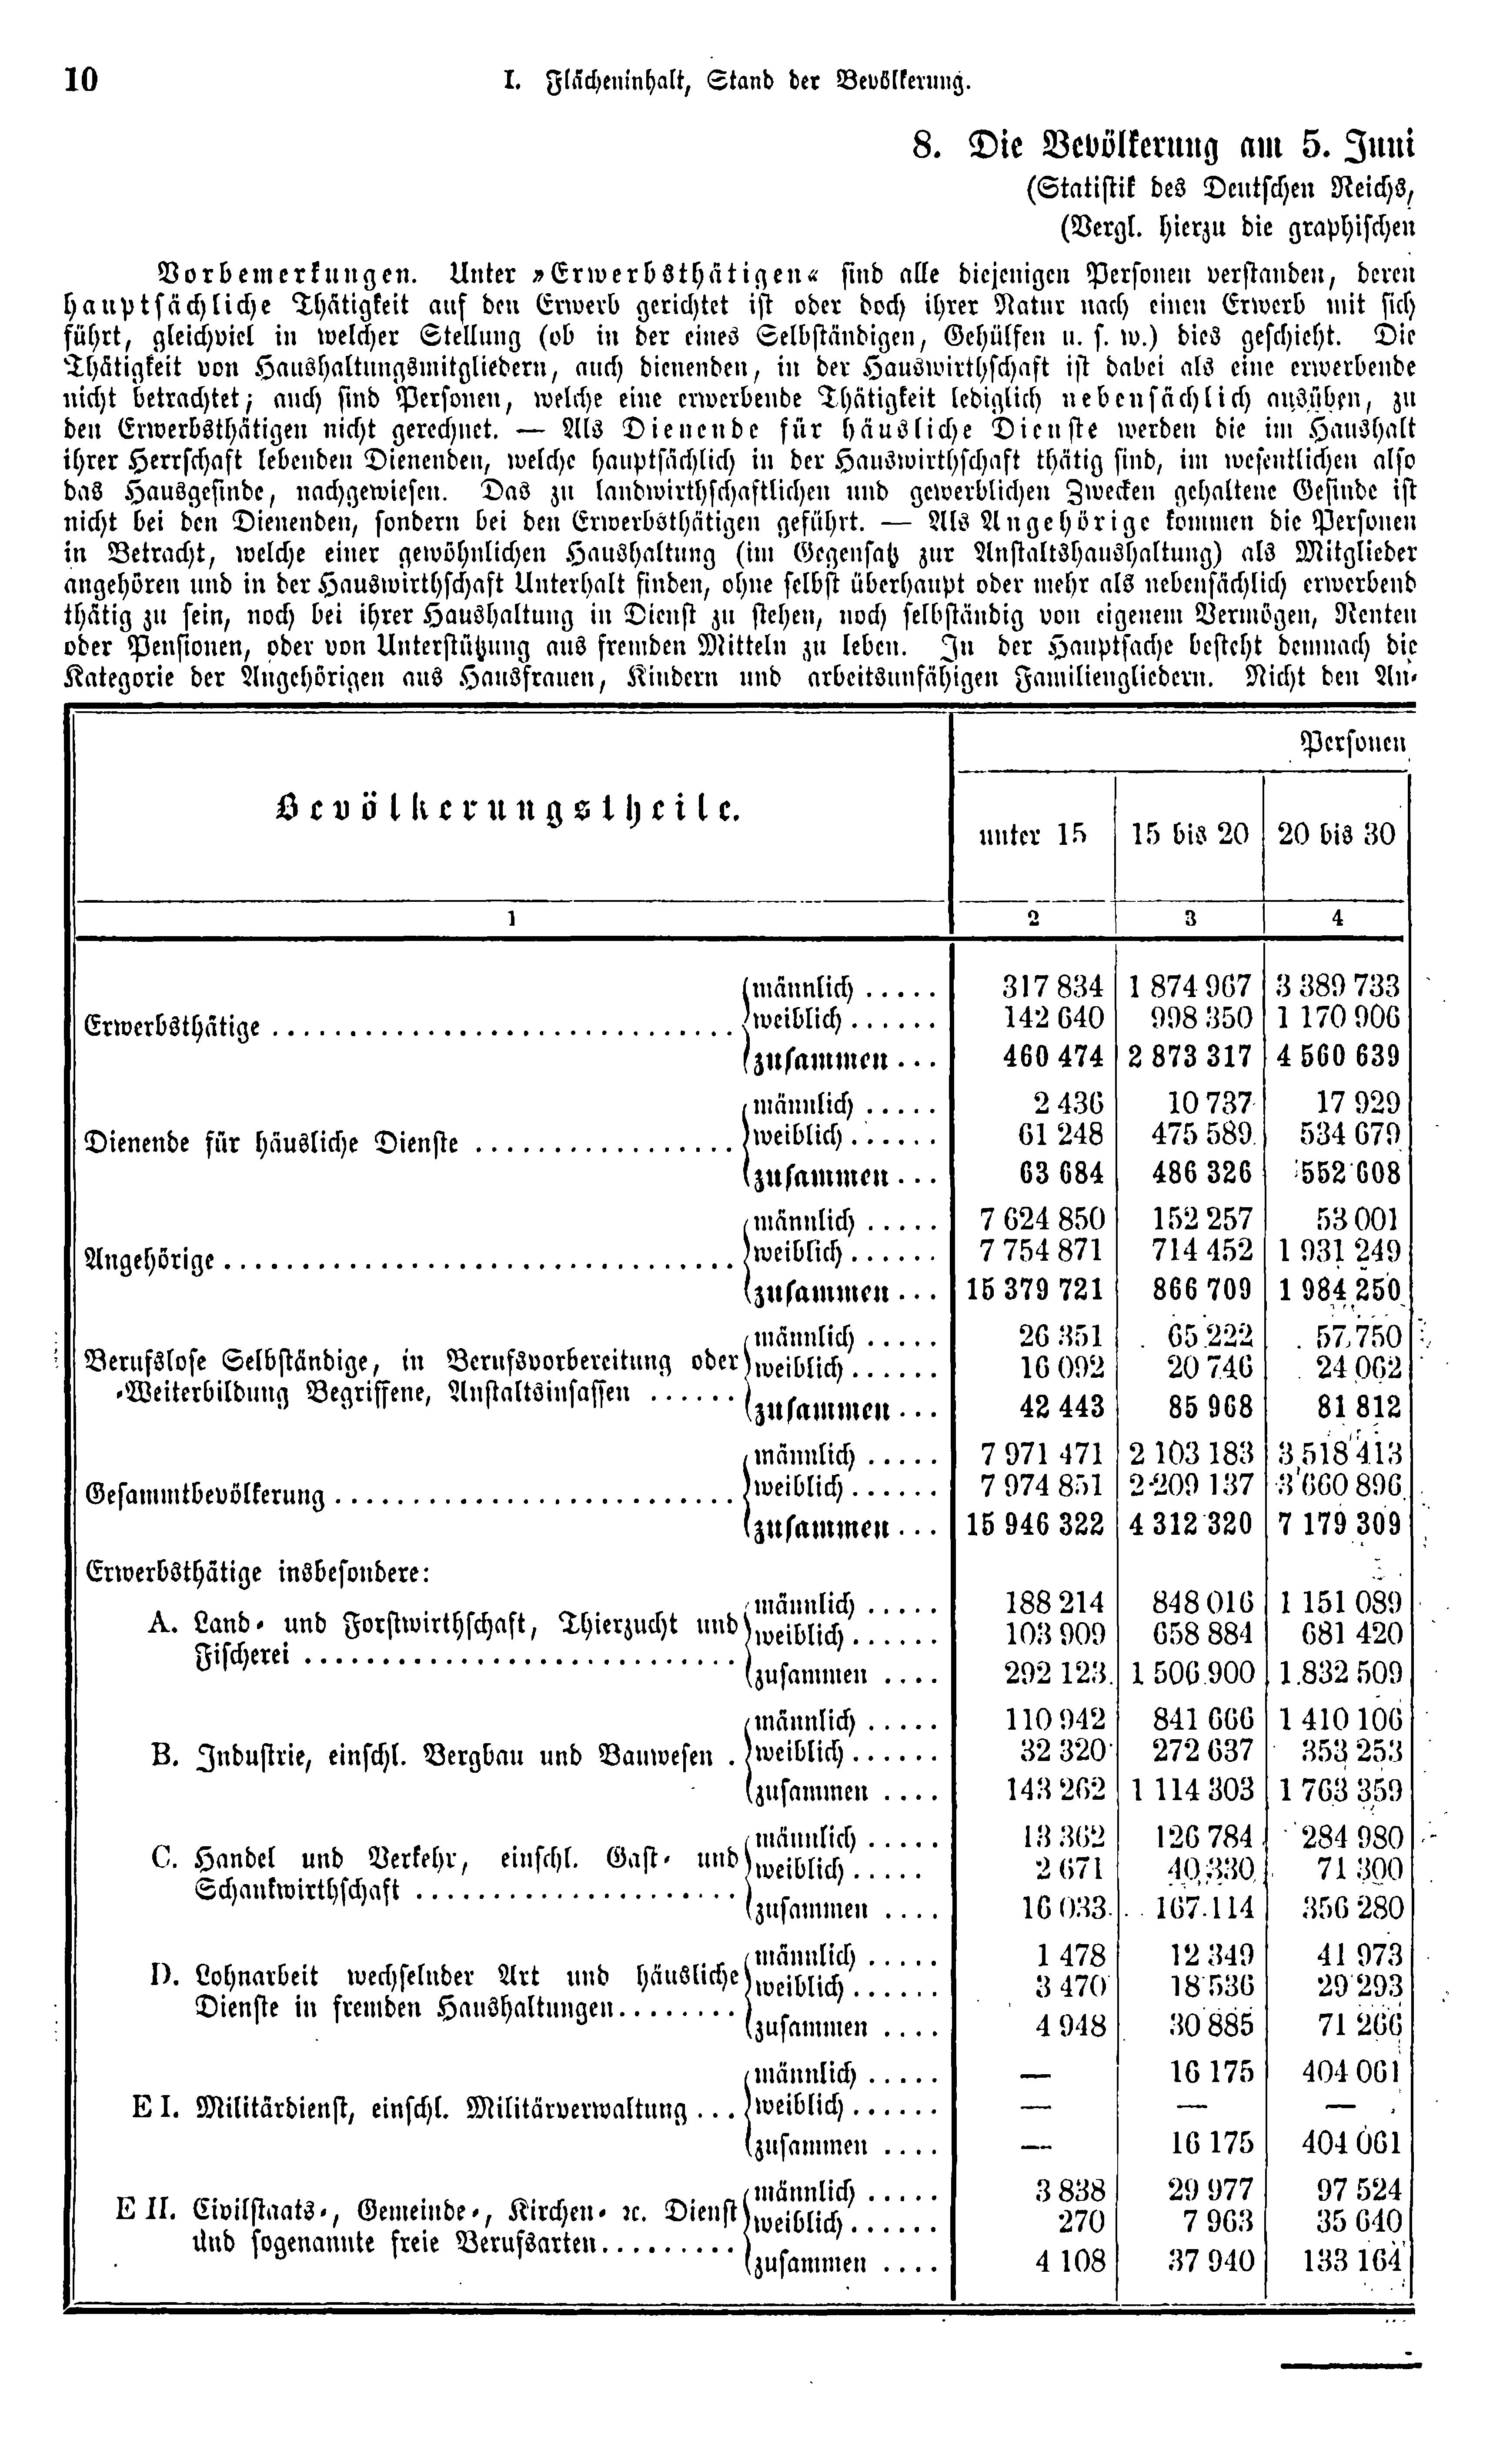 10
I. Flächeninhalt, Stand der Bevölkerung.
8. Die Bevölkerung am 5. Juni
(Statistik des Deutschen Reichs,
(Vergl. hierzu die graphischen
Vorbemerkungen. Unter »Erwerbsthätigen« sind alle diejenigen Personen verstanden, deren
hauptsächliche Thätigkeit auf den Erwerb gerichtet ist oder doch ihrer Natur nach einen Erwerb mit sich
führt, gleichviel in welcher Stellung (ob in der eines Selbständigen, Gehülfen u. s. w.) dies geschieht. Die
Thätigkeit von Haushaltungsmitgliedern, auch dienenden, in der Hauswirthschaft ist dabei als eine erwerbende
nicht betrachtet; auch sind Personen, welche eine erwerbende Thätigkeit lediglich nebensächlich ausüben, zu
den Erwerbsthätigen nicht gerechnet. — Als Dienende für häusliche Dienste werden die im Haushalt
ihrer Herrschaft lebenden Dienenden, welche hauptsächlich in der Hauswirthschaft thätig sind, im wesentlichen also
das Hausgesinde, nachgewiesen. Das zu landwirthschaftlichen und gewerblichen Zwecken gehaltene Gesinde ist
nicht bei den Dienenden, sondern bei den Erwerbsthätigen geführt. — Als Angehörige kommen die Personen
in Betracht, welche einer gewöhnlichen Haushaltung (im Gegensatz zur Anstaltshaushaltung) als Mitglieder
angehören und in der Hauswirthschaft Unterhalt finden, ohne selbst überhaupt oder mehr als nebensächlich erwerbend
thätig zu sein, noch bei ihrer Haushaltung in Dienst zu stehen, noch selbständig von eigenem Vermögen, Renten
oder Pensionen, oder von Unterstützung aus fremden Mitteln zu leben. In der Hauptsache besteht demnach die
Kategorie der Angehörigen aus Hausfrauen, Kindern und arbeitsunfähigen Familiengliedern. Nicht den An-
Personen
Bevölkerungstheile.
unter 15 15 bis 20 20 bis 30
1 2 3 4
männlich ..... 317 834 1 874 967 3 389 733
Erwerbsthätige .............................. weiblich ...... 142 640 998 350 1 170 906
zusammen ... 460 474 2 873 317 4 560 639
männlich ..... 2 436 10 737 17 929
Dienende für häusliche Dienste ................. weiblich ...... 61 248 475 589 534 679
zusammen ... 63 684 486 326 552 608
männlich ..... 7 624 850 152 257 53 001
Angehörige ................................. weiblich ...... 7 754 871 714 452 1 931 249
zusammen ... 15 379 721 866 709 1 984 250
männlich ..... 26 351 65 222 57 750
Berufslose Selbständige, in Berufsvorbereitung oder weiblich ...... 16 092 20 746 24 062
-Weiterbildung Begriffene, Anstaltsinsassen ......
zusammen ... 42 443 85 968 81 812
männlich ..... 7 971 471 2 103 183 3 518 413
Gesammtbevölkerung .......................... weiblich ...... 7 974 851 2 209 137 3 660 896
zusammen ... 15 946 322 4 312 320 7 179 309
Erwerbsthätige insbesondere:
männlich ..... 188 214 848 016 1 151 089
A. Land- und Forstwirthschaft, Thierzucht und weiblich ...... 103 909 658 884 681 420
Fischerei ............................
zusammen .... 292 123 1 506 900 1 832 509
männlich ..... 110 942 841 666 1 410 106
B. Industrie, einschl. Bergbau und Bauwesen . weiblich ...... 32 320 272 637 353 253
zusammen .... 143 262 1 114 303 1 763 359
männlich ..... 13 362 126 784 284 980
C. Handel und Verkehr, einschl. Gast- und weiblich ..... 2 671 40 330 71 300
Schankwirthschaft .....................
zusammen .... 16 033 167 114 356 280
männlich ..... 1 478 12 349 41 973
D. Lohnarbeit wechselnder Art und häusliche weiblich ...... 3 470 18 536 29 293
Dienste in fremden Haushaltungen........
zusammen .... 4 948 30 885 71 266
männlich ..... — 16 175 404 061
E I. Militärdienst, einschl. Militärverwaltung ... weiblich ...... — — —
zusammen .... — 16 175 404 061
männlich ..... 3 838 29 977 97 524
E II. Civilstaats-, Gemeinde-, Kirchen- ꝛc. Dienst weiblich ...... 270 7 963 35 640
und sogenannte freie Berufsarten.........
zusammen .... 4 108 37 940 133 164